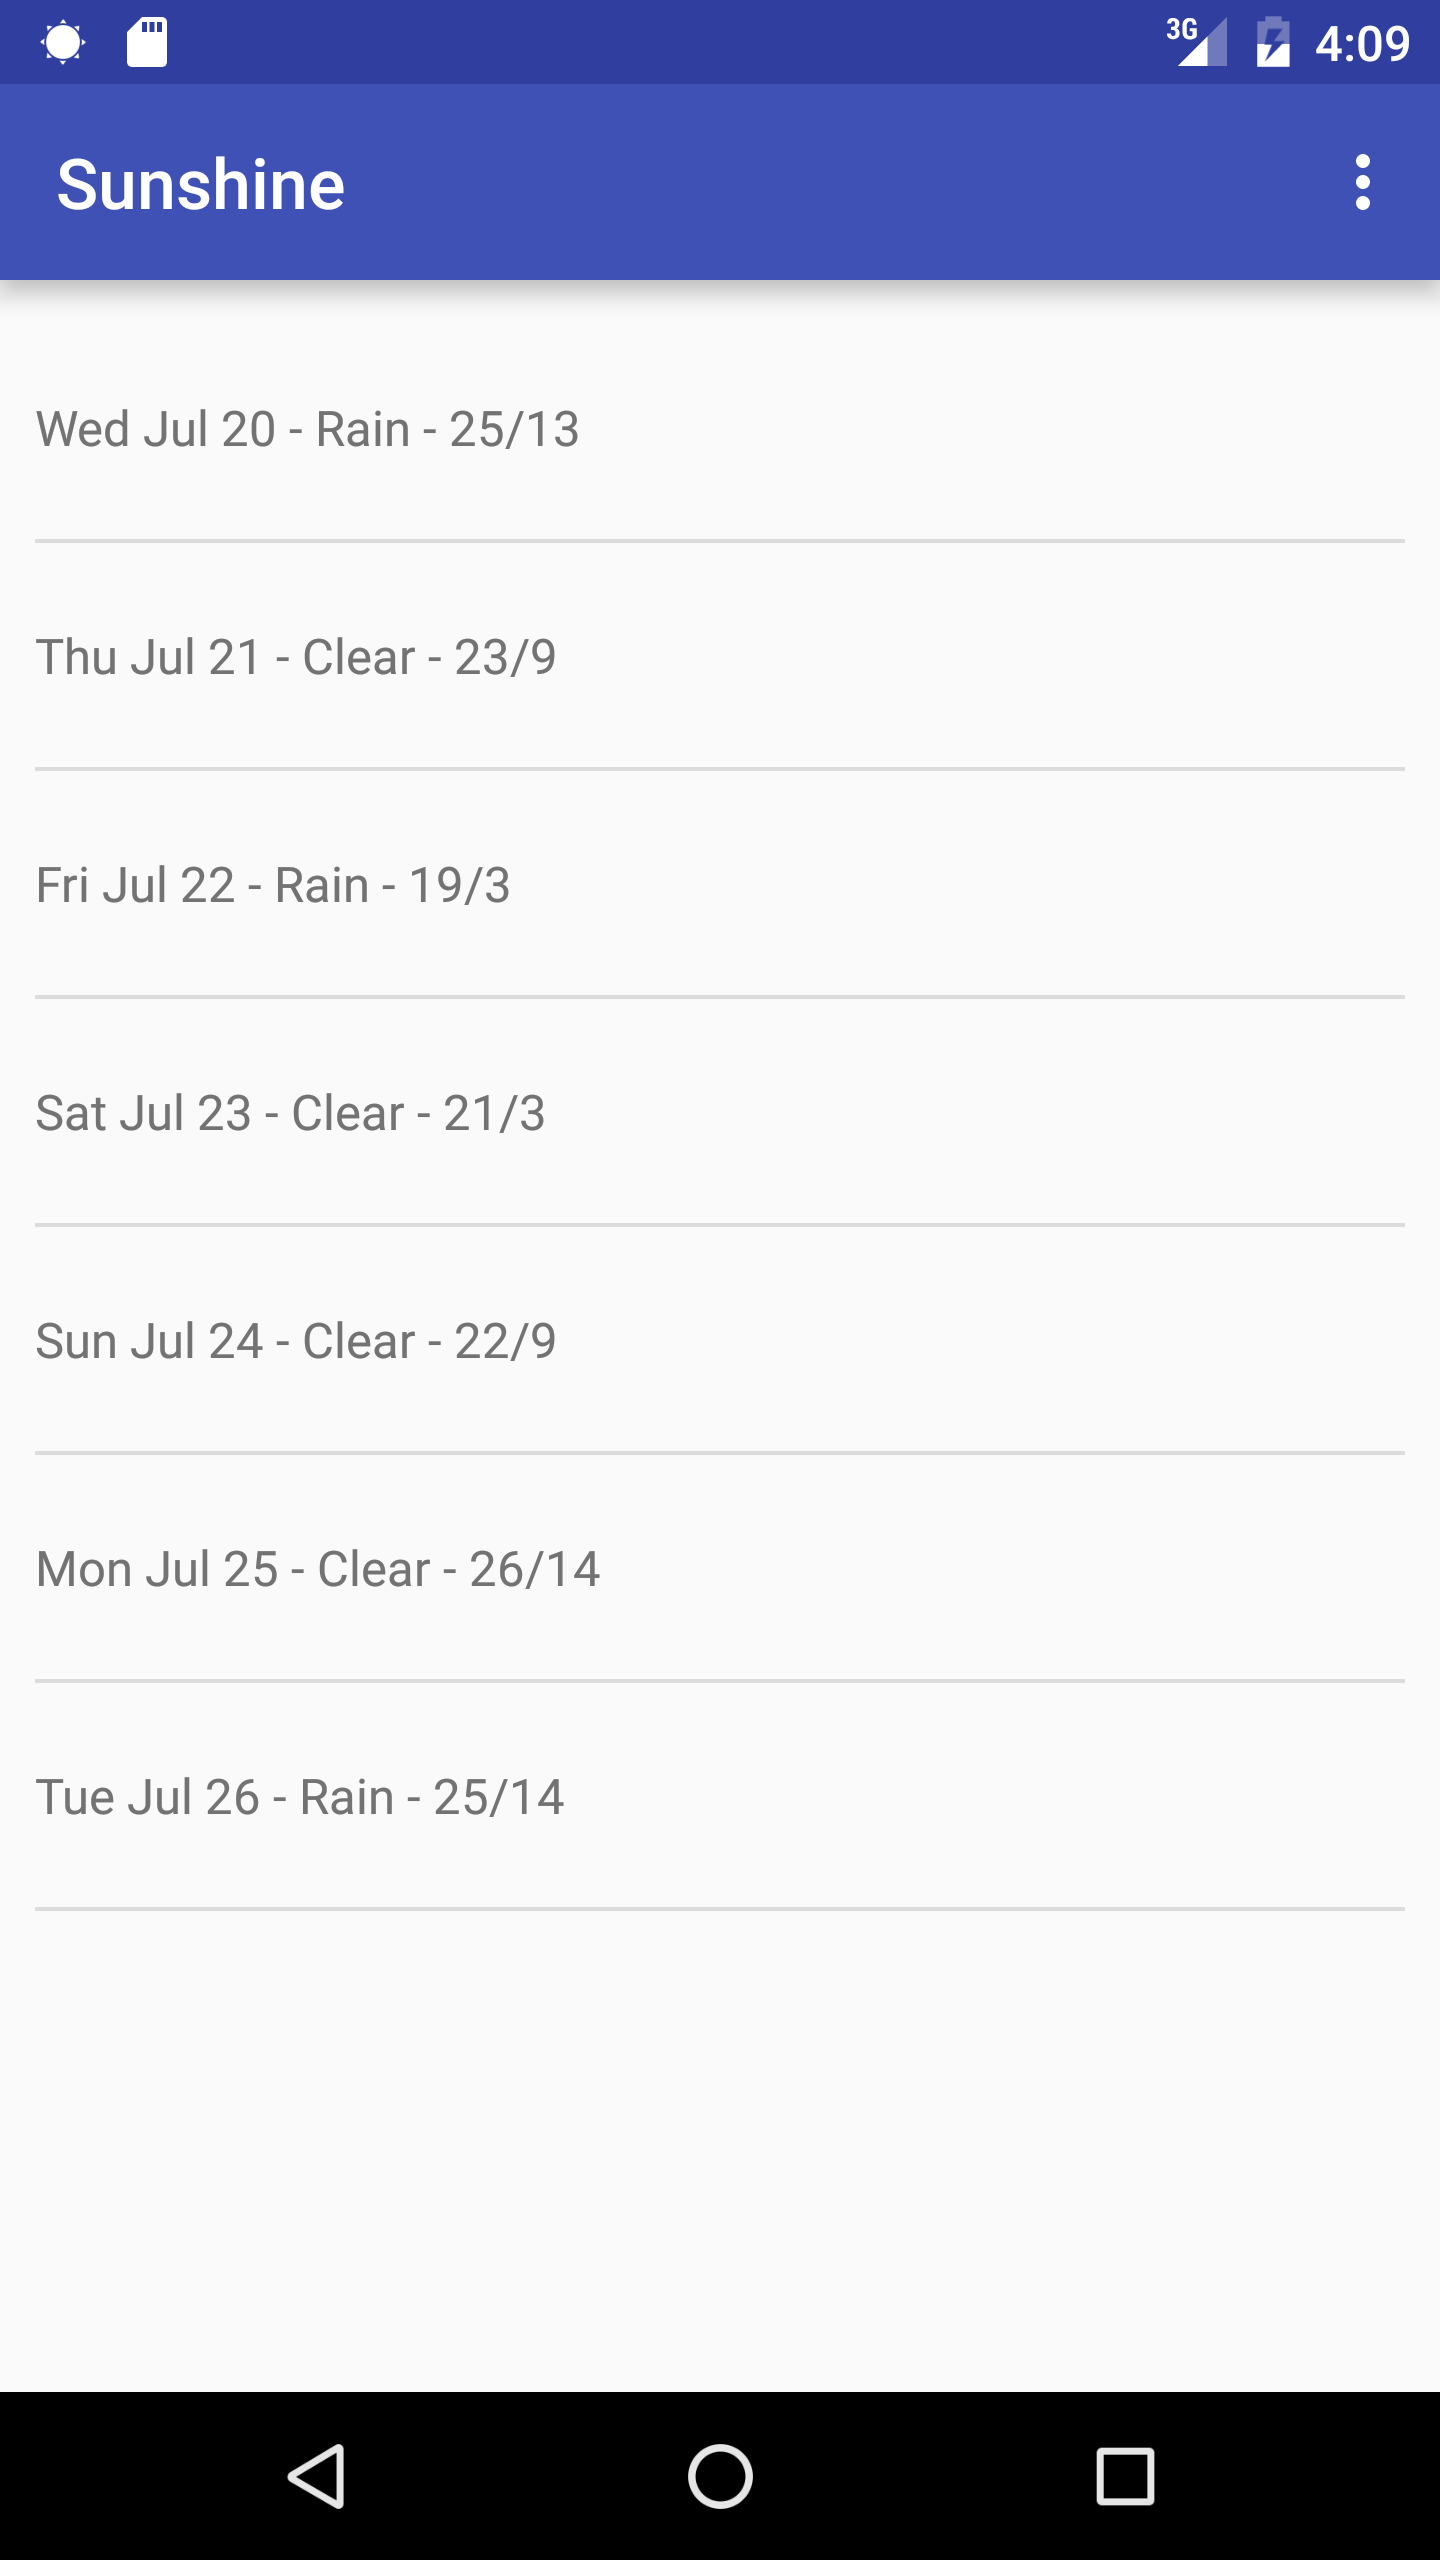 3G 4:09
Sunshine
Wed Jul 20 - Rain - 25/13
Thu Jul 21 - Clear - 23/9
Fri Jul 22 - Rain - 19/3
Sat Jul 23 - Clear - 21/3
Sun Jul 24 - Clear - 22/9
Mon Jul 25 - Clear - 26/14
Tue Jul 26 - Rain - 25/14